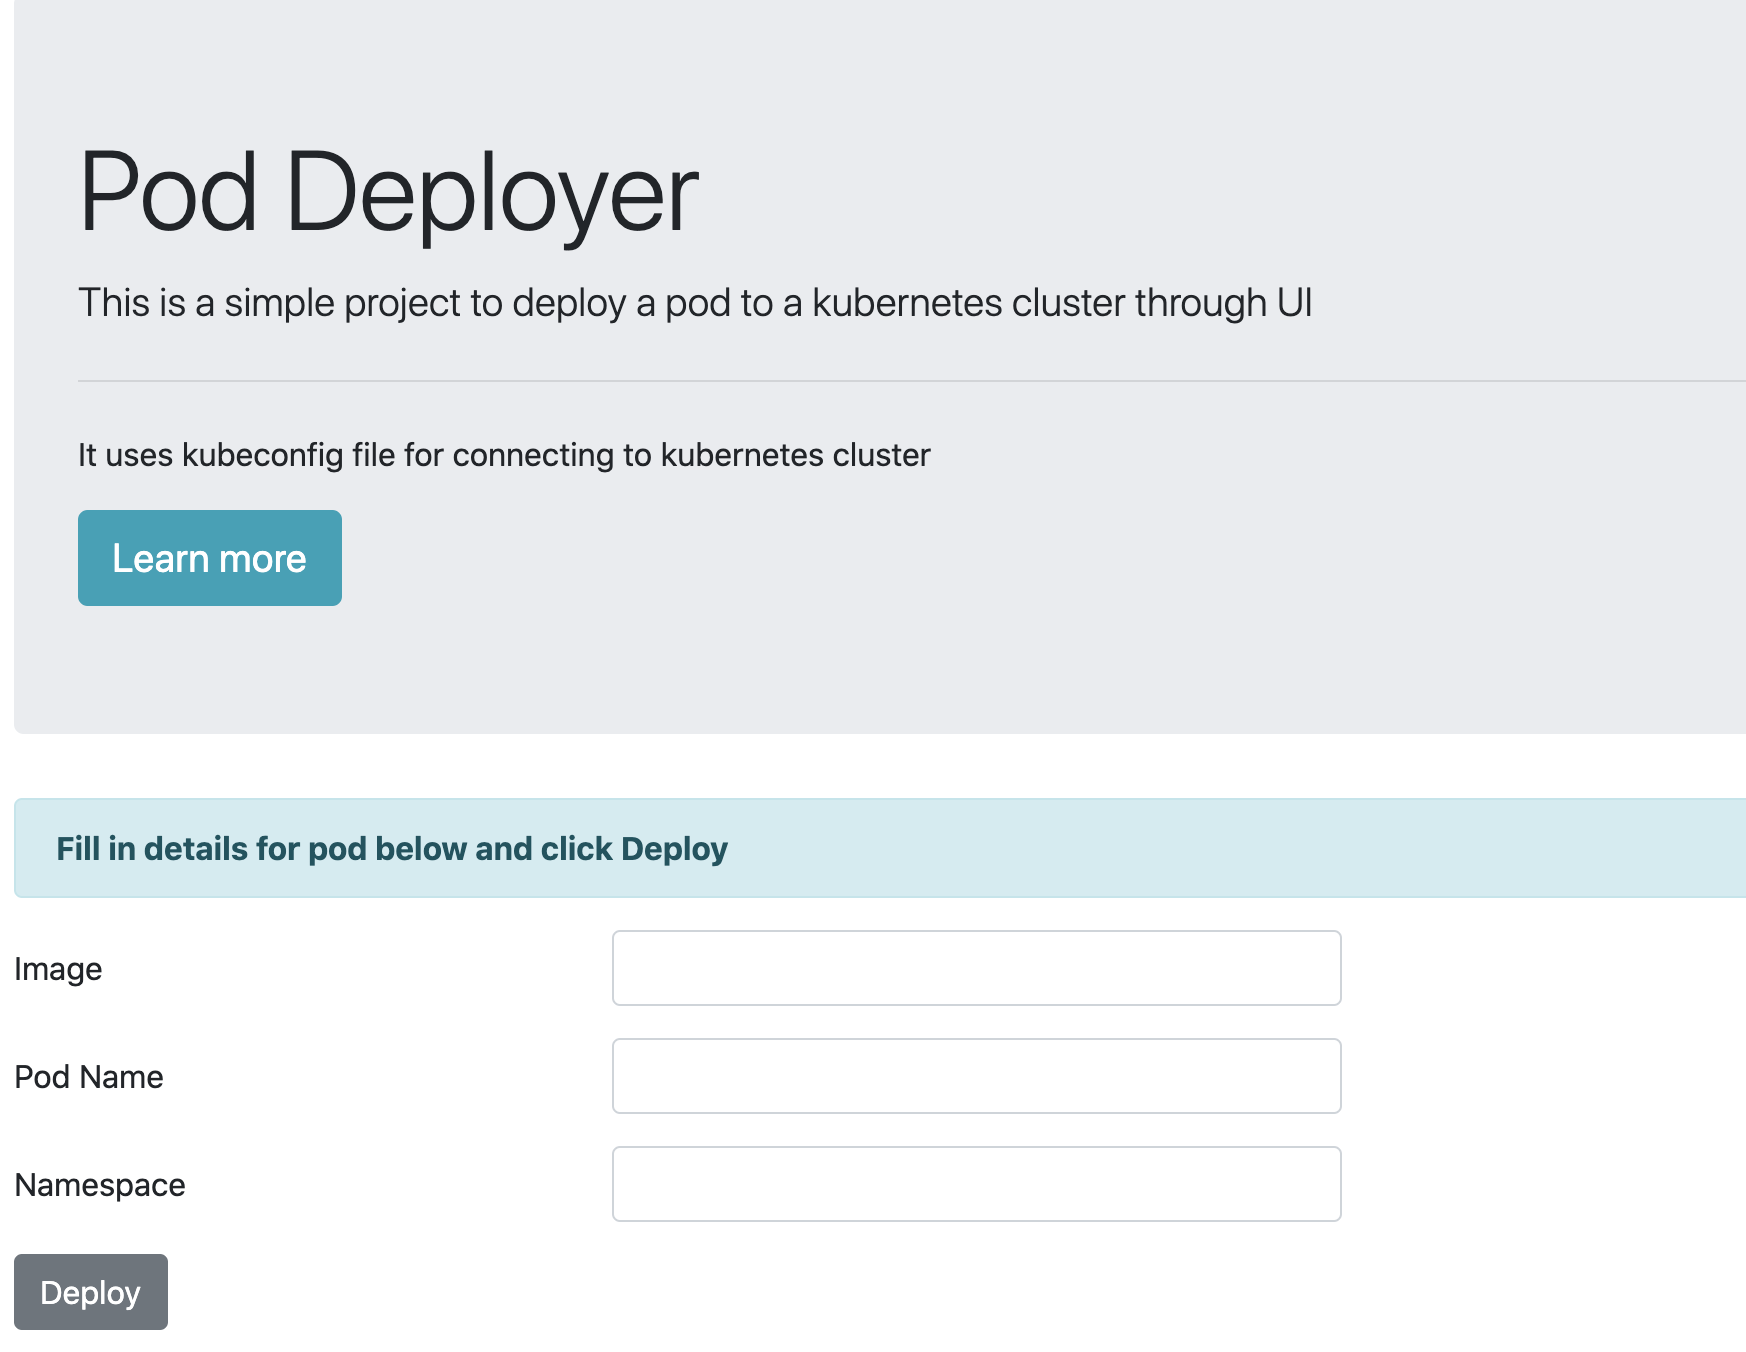 Pod Deployer
This is a simple project to deploy a pod to a kubernetes cluster through UI
It uses kubeconfig file for connecting to kubernetes cluster
Learn more
Fill in details for pod below and click Deploy
Image
Pod Name
Namespace
Deploy